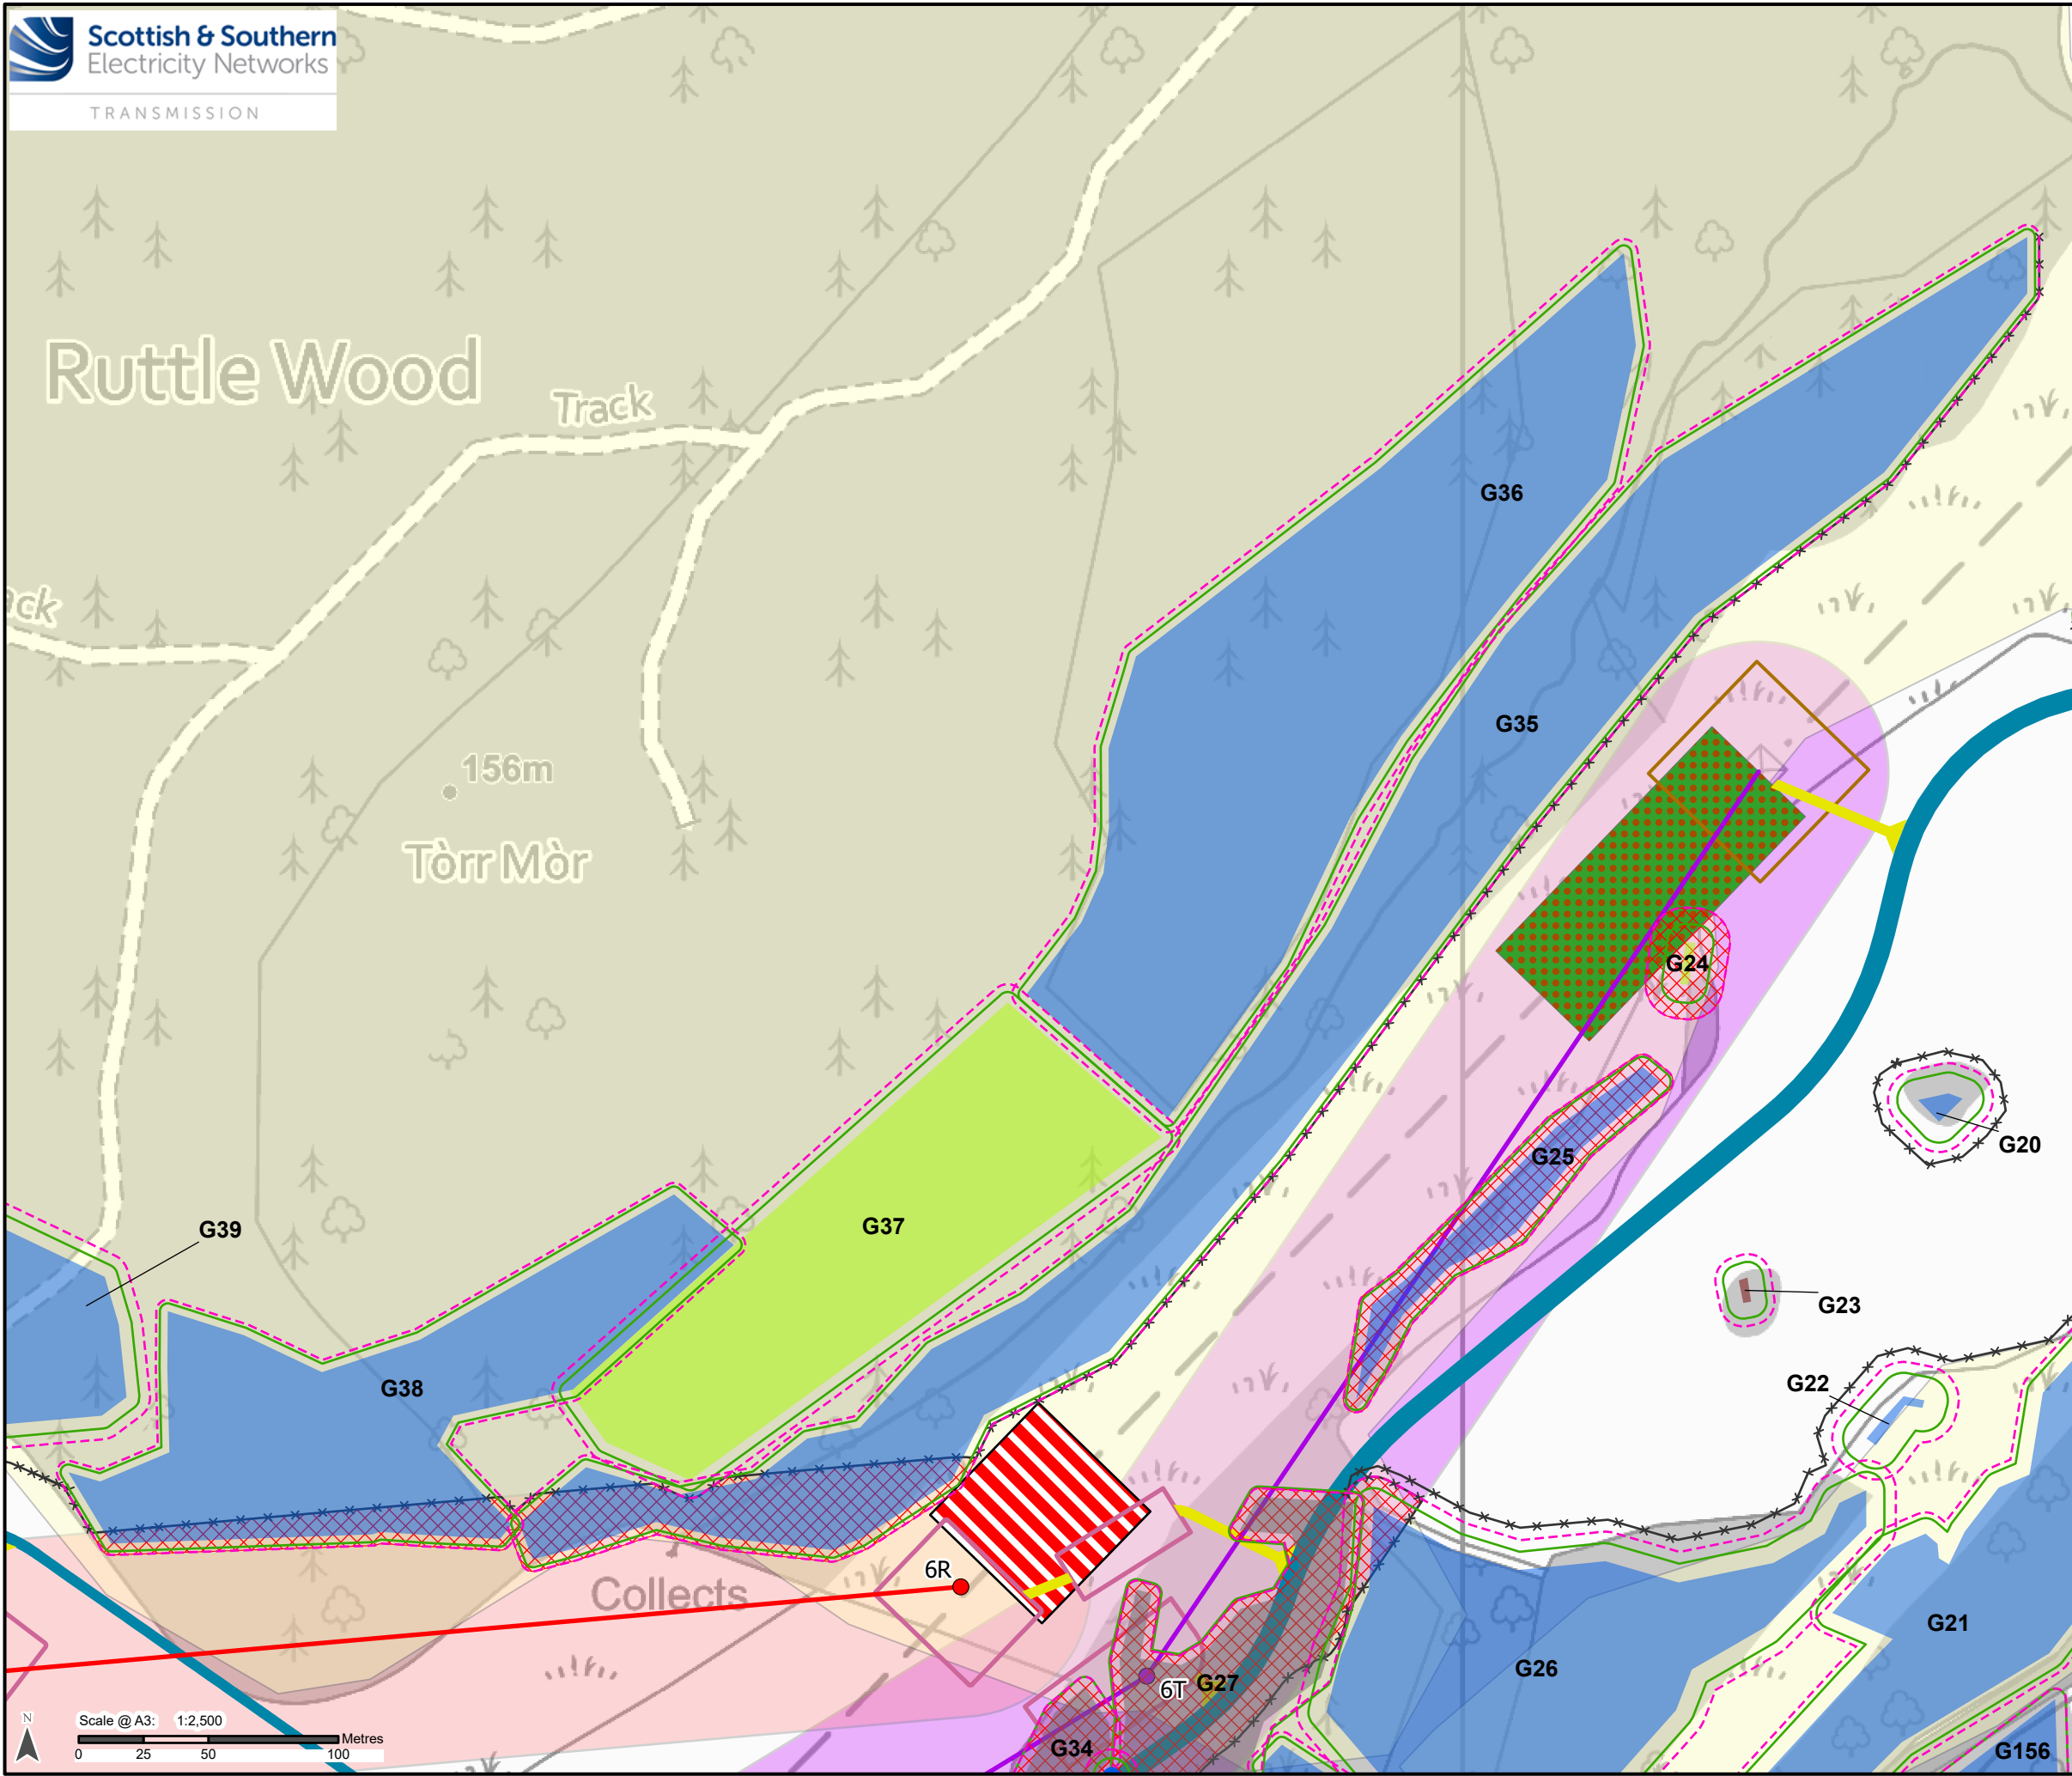 Scottish & Southern
Electricity Networks
TRANSMISSION
Ruttle Wood
Track
G36
ack
G35
156m
Tòrr Mòr
G24
G20
G25
G39
G37
G23
G38
G22
6R
Collects
G21
G26
6T
G27
N
Scale @ A3: 1:2,500
Metres
0 25 50 100
G34
G156